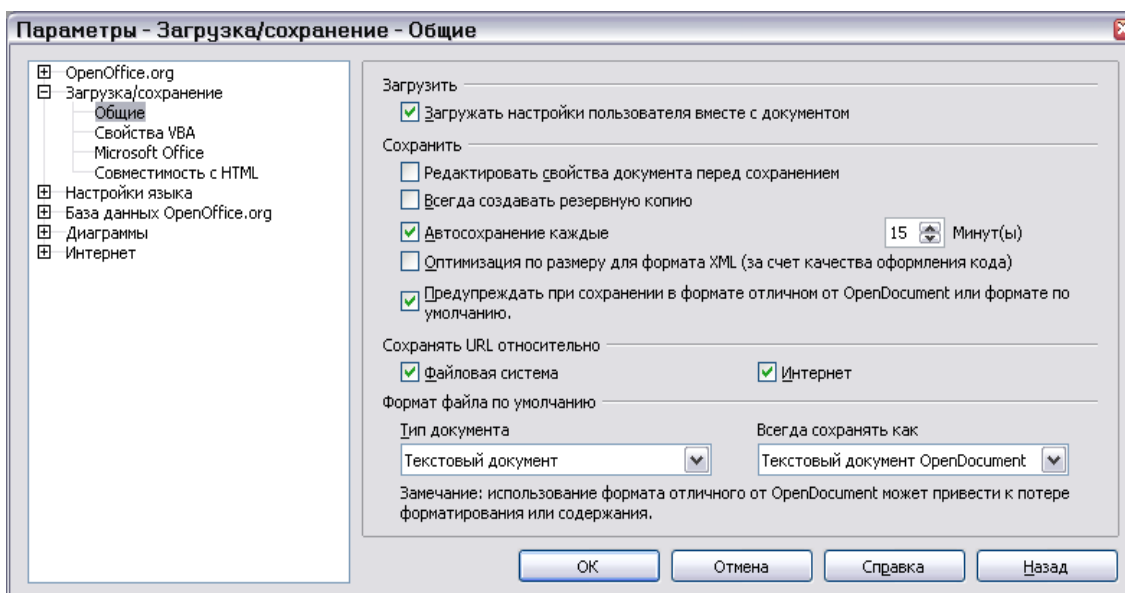 Параметры - Загрузка/сохранение - Общие
OpenOffice.org
Загрузка/сохранение
Общие
Свойства VBA
Microsoft Office
Совместимость с HTML
Настройки языка
База данных OpenOffice.org
Диаграммы
Интернет
Загрузить
Загружать настройки пользователя вместе с документом
Сохранить
Редактировать свойства документа перед сохранением
Всегда создавать резервную копию
Автосохранение каждые 15 Минут(ы)
Оптимизация по размеру для формата XML (за счет качества оформления кода)
Предупреждать при сохранении в формате отличном от OpenDocument или формате по
умолчанию.
Сохранять URL относительно
Файловая система Интернет
Формат файла по умолчанию
Тип документа Всегда сохранять как
Текстовый документ Текстовый документ OpenDocument
Замечание: использование формата отличного от OpenDocument может привести к потере
форматирования или содержания.
ОК Отмена Справка Назад